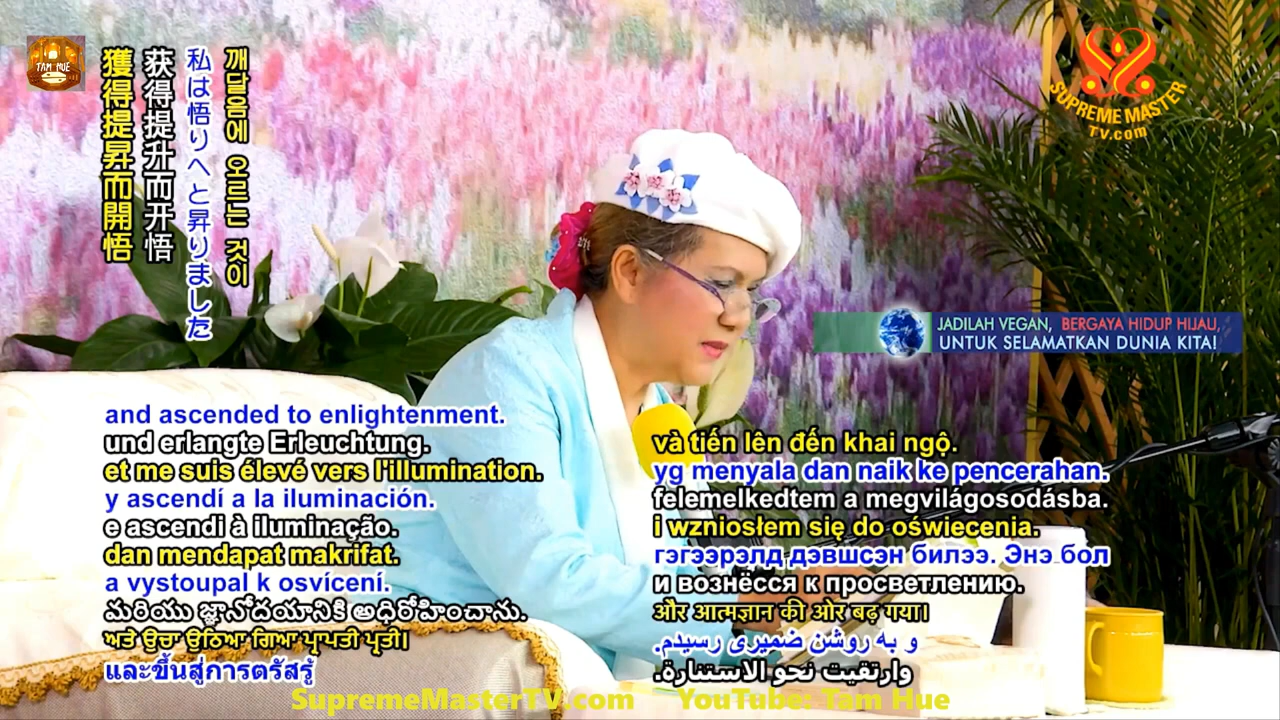 TAM HUE
獲得提昇而開悟
获得提升而开悟
私は悟りへと昇りました
깨달음에 오르는 것이
SUPREME MASTER
TV.com
JADILAH VEGAN, BERGAYA HIDUP HIJAU,
UNTUK SELAMATKAN DUNIA KITA!
and ascended to enlightenment.
und erlangte Erleuchtung.
et me suis élevé vers l'illumination.
y ascendí a la iluminación.
e ascendi à iluminação.
dan mendapat makrifat.
a vystoupal k osvícení.
మరియు జ్ఞానోదయానికి అధిరోహించాను.
ਅਤੇ ਉਚਾ ਉਠਿਆ ਗਿਆ ਪ੍ਰਾਪਤੀ ਪ੍ਰਤੀ।
และขึ้นสู่การตรัสรู้
và tiến lên đến khai ngộ.
yg menyala dan naik ke pencerahan.
felemelkedtem a megvilágosodásba.
i wzniosłem się do oświecenia.
гэгээрэлд дэвшсэн билээ. Энэ бол
и вознёсся к просветлению.
और आत्मज्ञान की ओर बढ़ गया।
و به روشن ضمیری رسیدم.
وارتقيت نحو الاستنارة.
SupremeMasterTV.com YouTube: Tam Hue